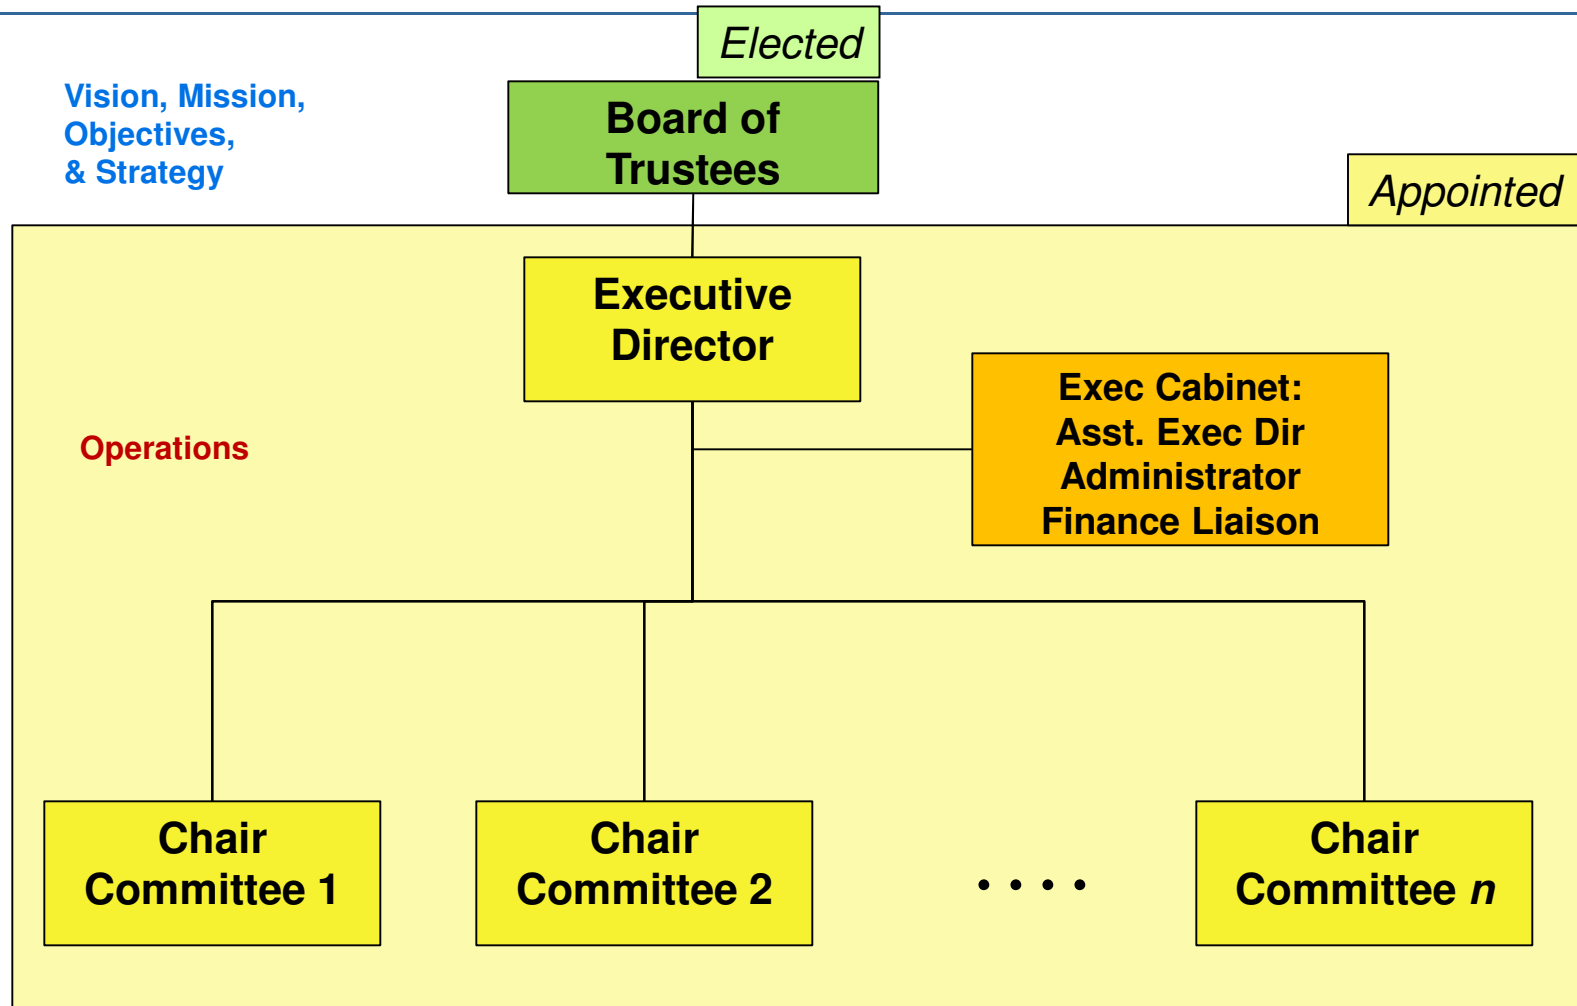 Elected
Vision, Mission,
Objectives,
& Strategy
Board of
Trustees
Appointed
Executive
Director
Exec Cabinet:
Asst. Exec Dir
Administrator
Finance Liaison
Operations
Chair
Committee 1
Chair
Committee 2
. . . .
Chair
Committee n